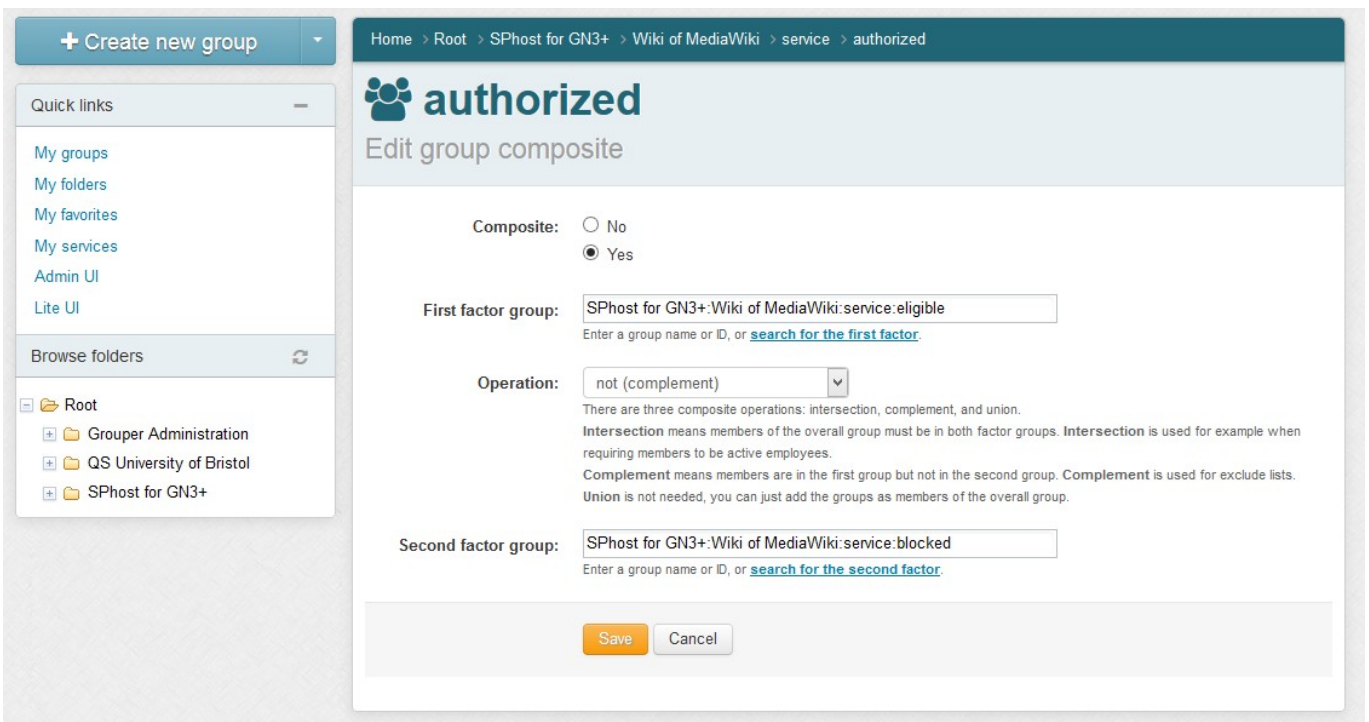 + Create new group
Quick links
My groups
My folders
My favorites
My services
Admin UI
Lite UI
Browse folders
Root
Grouper Administration
QS University of Bristol
SPhost for GN3+
Home > Root > SPhost for GN3+ > Wiki of MediaWiki > service > authorized
authorized
Edit group composite
Composite:
No
Yes
First factor group:
SPhost for GN3+:Wiki of MediaWiki:service:eligible
Enter a group name or ID, or search for the first factor.
Operation:
not (complement)
There are three composite operations: intersection, complement, and union.
Intersection means members of the overall group must be in both factor groups. Intersection is used for example when
requiring members to be active employees.
Complement means members are in the first group but not in the second group. Complement is used for exclude lists.
Union is not needed, you can just add the groups as members of the overall group.
Second factor group:
SPhost for GN3+:Wiki of MediaWiki:service:blocked
Enter a group name or ID, or search for the second factor.
Save
Cancel